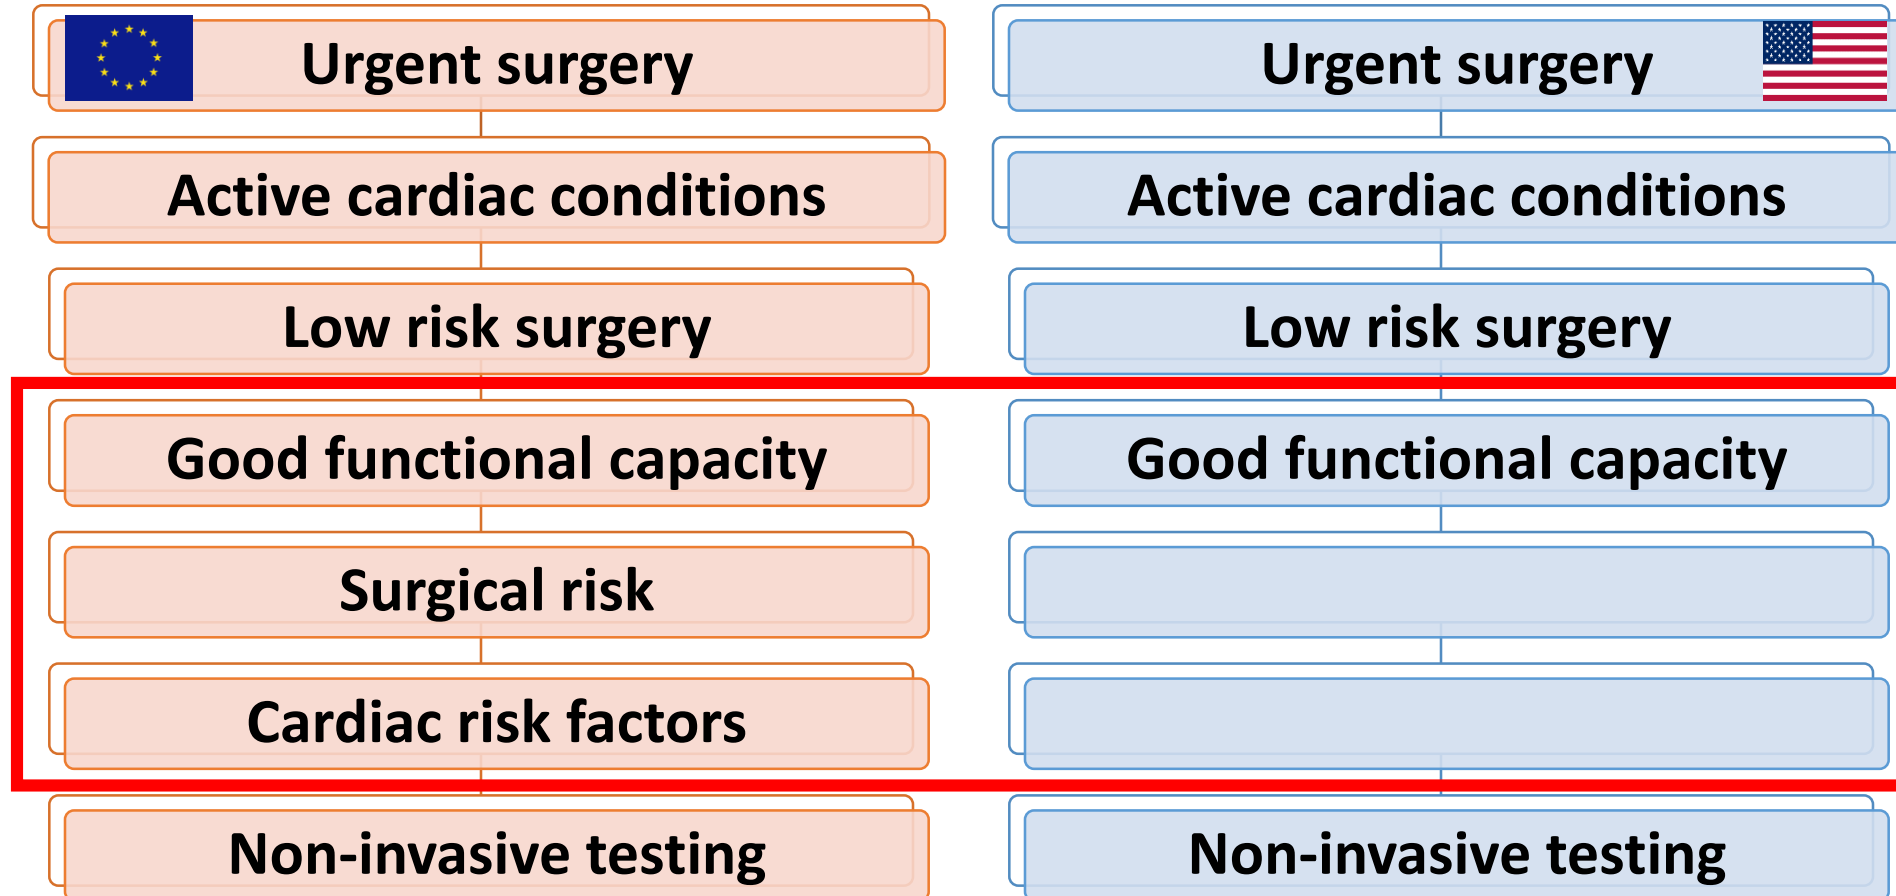 Urgent surgery
Active cardiac conditions
Low risk surgery
Good functional capacity
Surgical risk
Cardiac risk factors
Non-invasive testing
Urgent surgery
Active cardiac conditions
Low risk surgery
Good functional capacity
Non-invasive testing